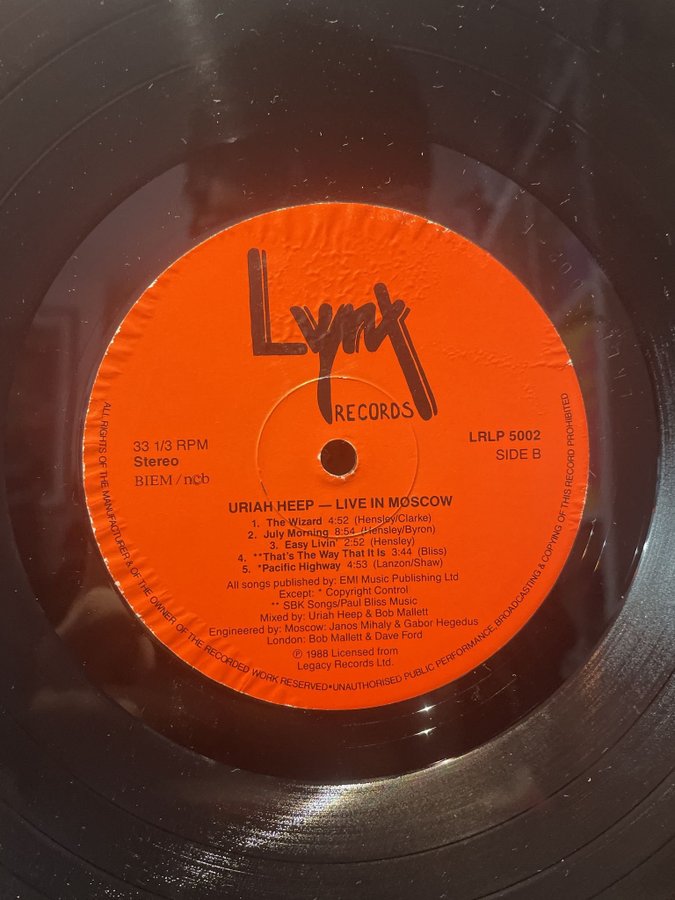 Lynx
RECORDS
33 1/3 RPM
Stereo
BIEM/ncb
LRLP 5002
SIDE B
URIAH HEEP — LIVE IN MOSCOW
1. The Wizard 4:52 (Hensley/Clarke)
2. July Morning 8:54 (Hensley/Byron)
3. Easy Livin' 2:52 (Hensley)
4. **That's The Way That It Is 3:44 (Bliss)
5. *Pacific Highway 4:53 (Lanzon/Shaw)
All songs published by: EMI Music Publishing Ltd
Except: * Copyright Control
** SBK Songs/Paul Bliss Music
Mixed by: Uriah Heep & Bob Mallett
Engineered by: Moscow: Janos Mihaly & Gabor Hegedus
London: Bob Mallett & Dave Ford
℗ 1988 Licensed from
Legacy Records Ltd.
ALL RIGHTS OF THE MANUFACTURER & OF THE OWNER OF THE RECORDED WORK RESERVED•UNAUTHORISED PUBLIC PERFORMANCE, BROADCASTING & COPYING OF THIS RECORD PROHIBITED